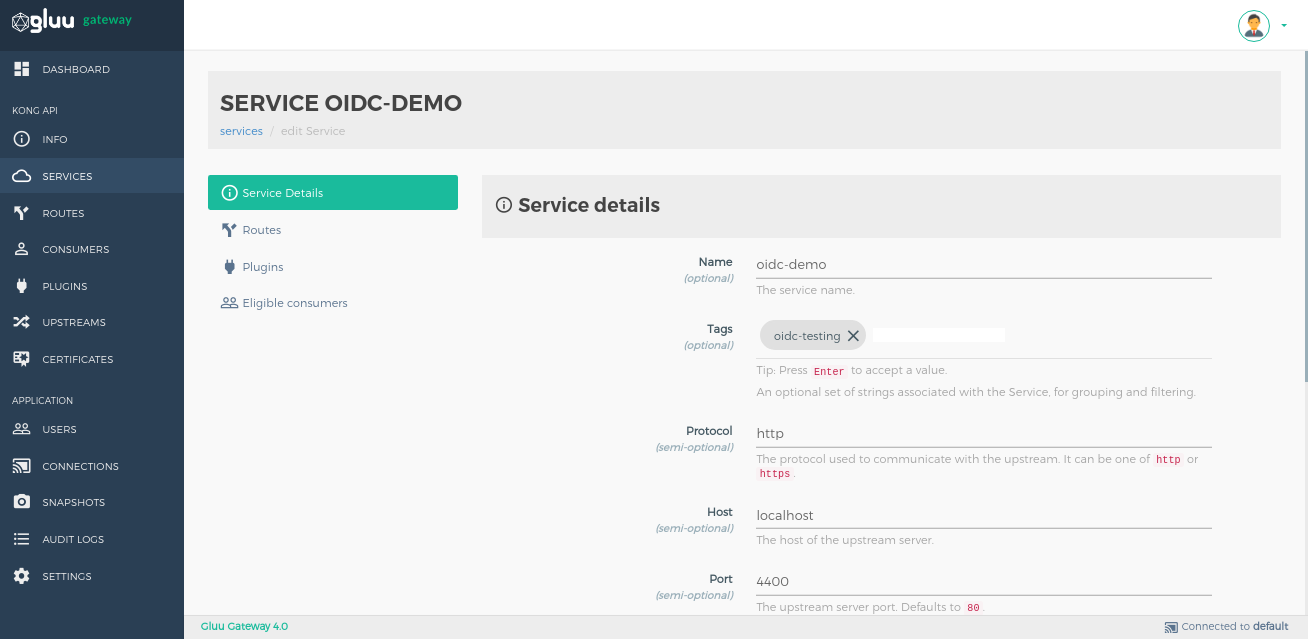 gluu gateway
DASHBOARD
KONG API
INFO
SERVICES
ROUTES
CONSUMERS
PLUGINS
UPSTREAMS
CERTIFICATES
APPLICATION
USERS
CONNECTIONS
SNAPSHOTS
AUDIT LOGS
SETTINGS
SERVICE OIDC-DEMO
services / edit Service
Service Details
Routes
Plugins
Eligible consumers
Service details
Name
(optional)
oidc-demo
The service name.
Tags
(optional)
oidc-testing
Tip: Press Enter to accept a value.
An optional set of strings associated with the Service, for grouping and filtering.
Protocol
(semi-optional)
http
The protocol used to communicate with the upstream. It can be one of http or
https.
Host
(semi-optional)
localhost
The host of the upstream server.
Port
(semi-optional)
4400
The upstream server port. Defaults to 80.
Gluu Gateway 4.0
Connected to default